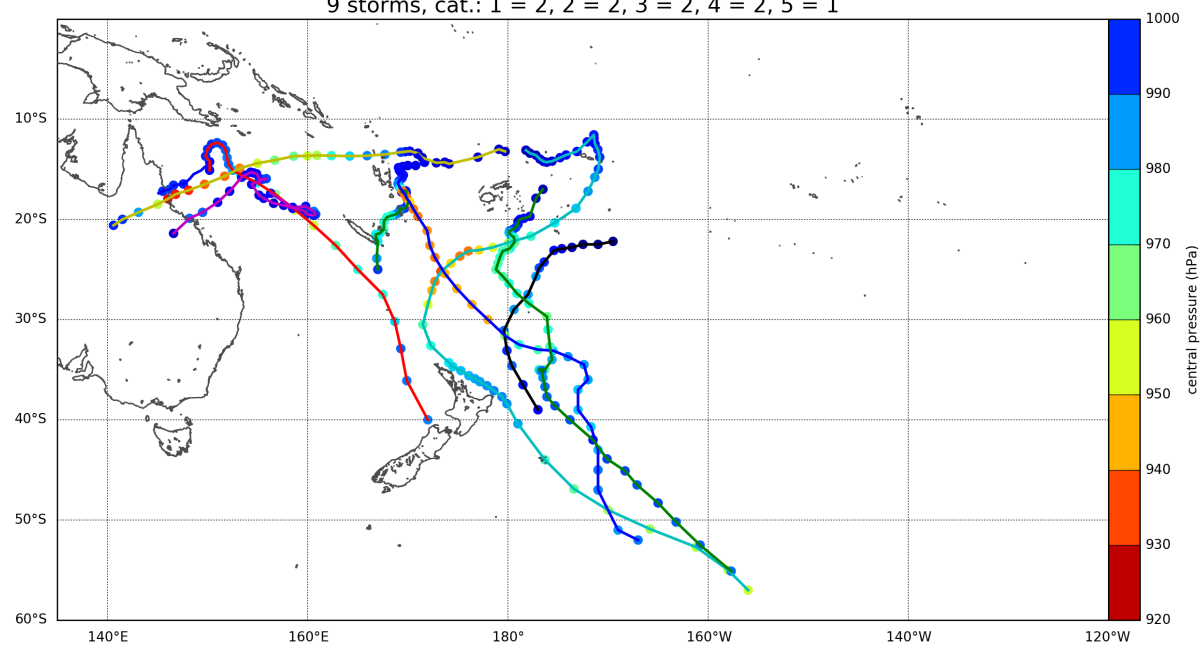 9 storms, cat.: 1 = 2, 2 = 2, 3 = 2, 4 = 2, 5 = 1
10°S
20°S
30°S
40°S
50°S
60°S
140°E
160°E
180°
160°W
140°W
120°W
1000
990
980
970
960
950
940
930
920
central pressure (hPa)